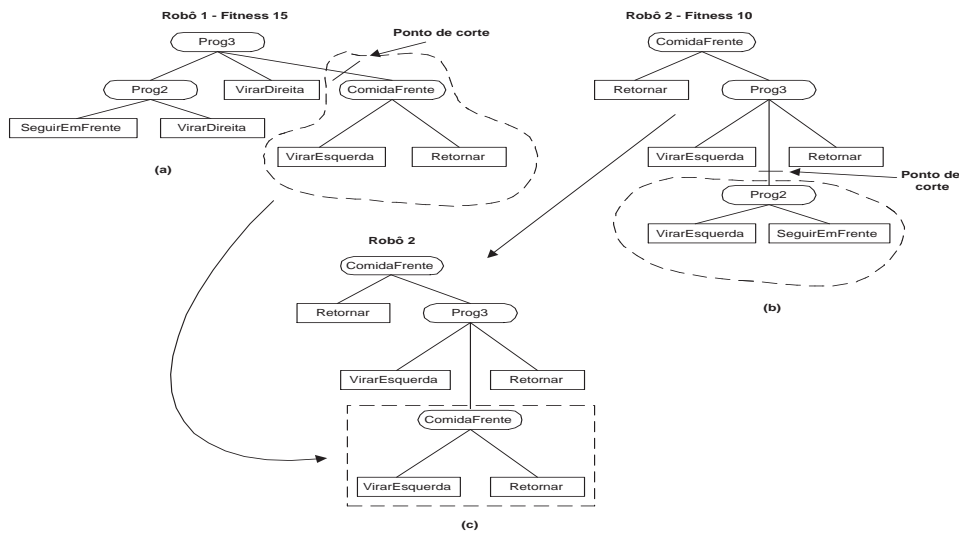 Robô 1 - Fitness 15
Prog3
Ponto de corte
Prog2
VirarDireita
ComidaFrente
SeguirEmFrente
VirarDireita
VirarEsquerda
Retornar
(a)
Robô 2 - Fitness 10
ComidaFrente
Retornar
Prog3
VirarEsquerda
Retornar
Ponto de
corte
Prog2
VirarEsquerda
SeguirEmFrente
(b)
Robô 2
ComidaFrente
Retornar
Prog3
VirarEsquerda
Retornar
ComidaFrente
VirarEsquerda
Retornar
(c)